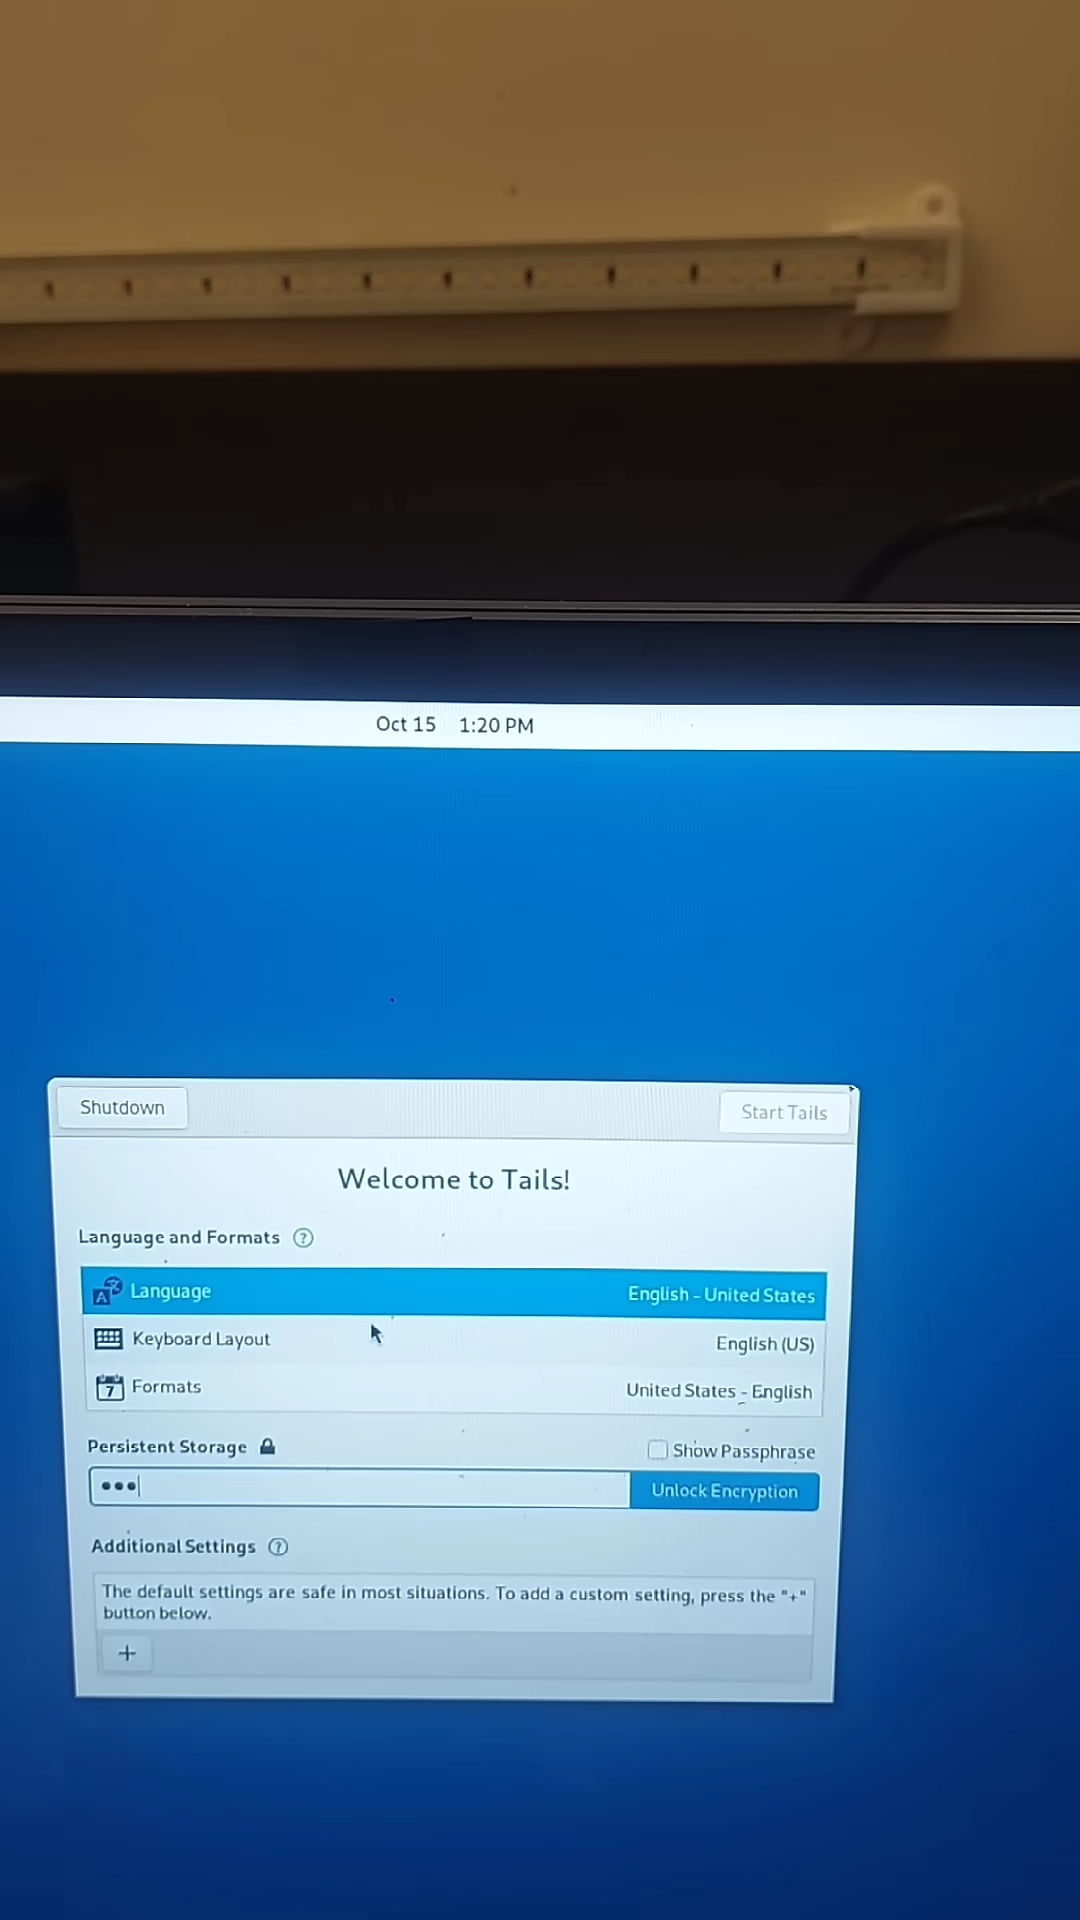 Oct 15 1:20 PM
Shutdown
Start Tails
Welcome to Tails!
Language and Formats ?
Language English - United States
Keyboard Layout English (US)
7 Formats United States - English
Persistent Storage Show Passphrase
Unlock Encryption
Additional Settings ?
The default settings are safe in most situations. To add a custom setting, press the "+"
button below.
+